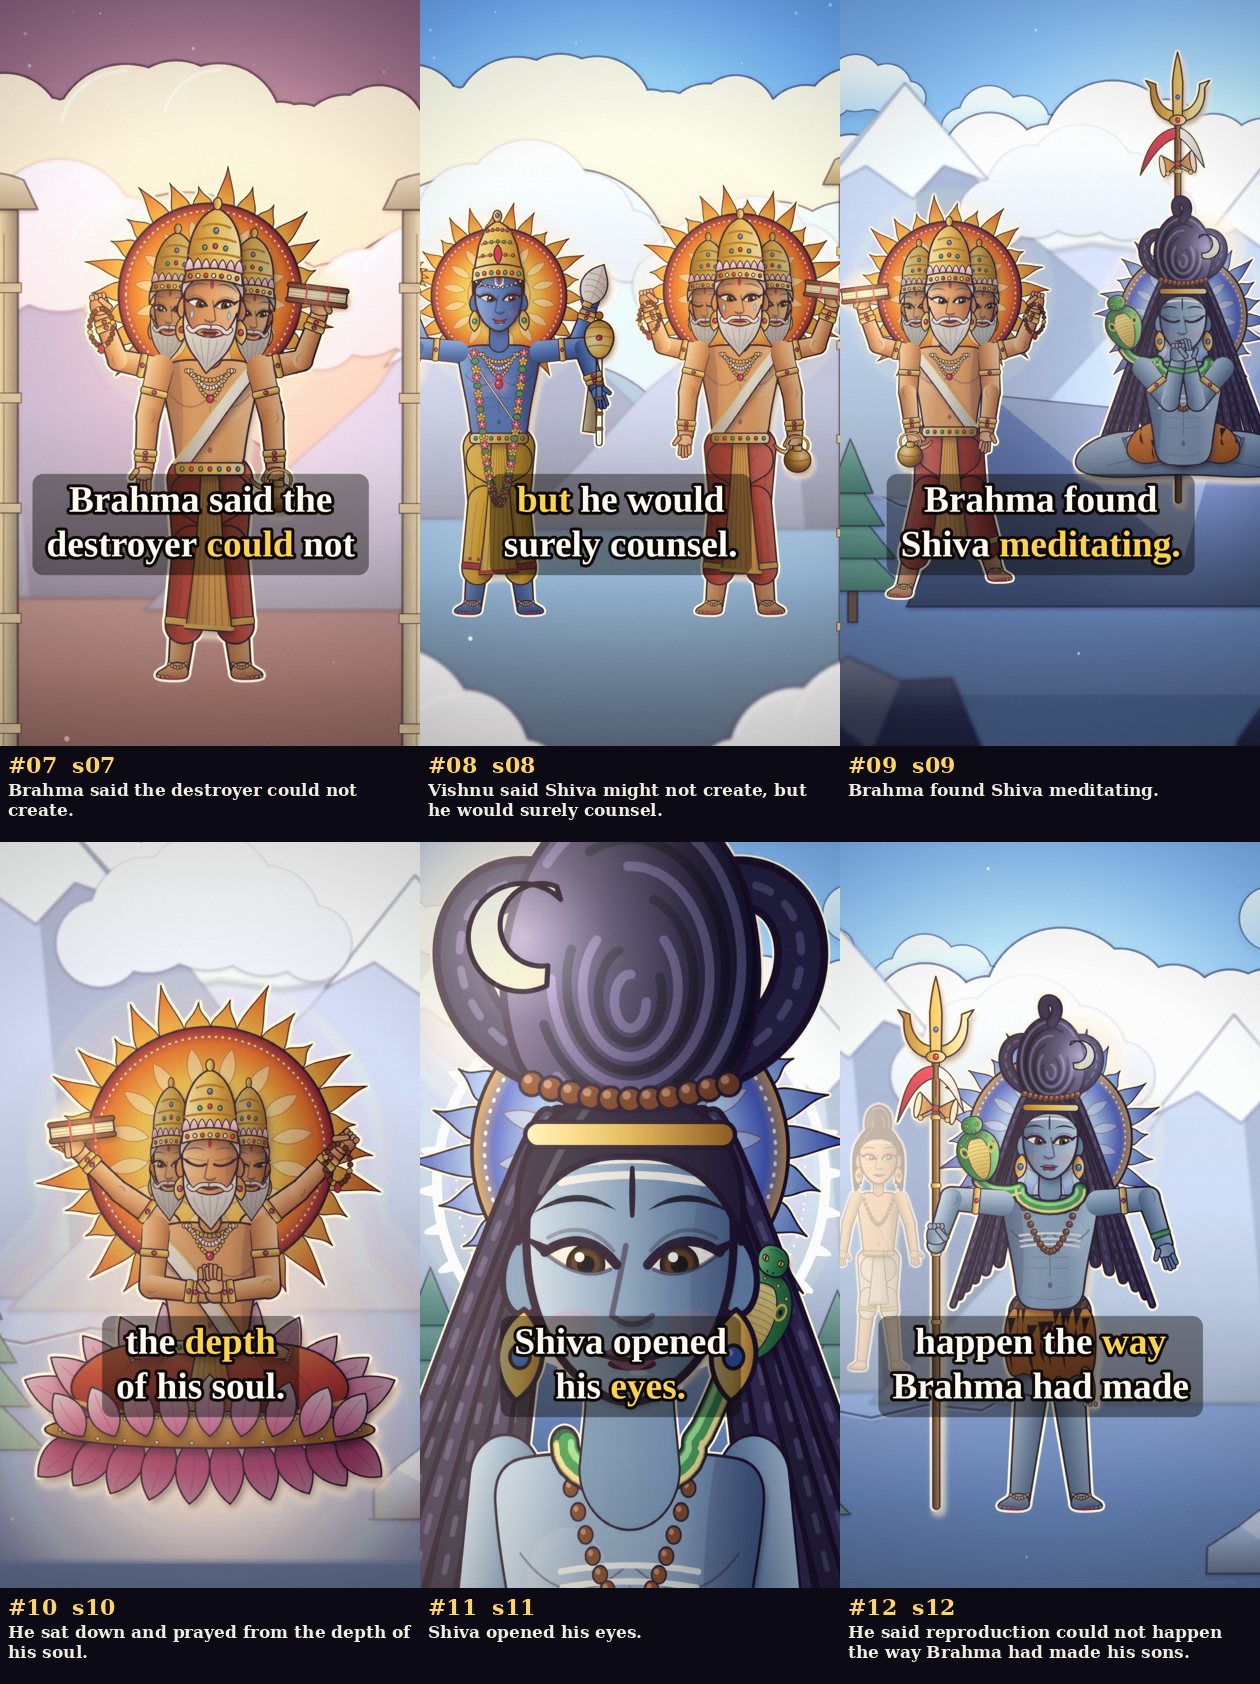 Brahma said the
destroyer could not
#07 s07
Brahma said the destroyer could not
create.
but he would
surely counsel.
#08 s08
Vishnu said Shiva might not create, but
he would surely counsel.
Brahma found
Shiva meditating.
#09 s09
Brahma found Shiva meditating.
the depth
of his soul.
#10 s10
He sat down and prayed from the depth of
his soul.
Shiva opened
his eyes.
#11 s11
Shiva opened his eyes.
happen the way
Brahma had made
#12 s12
He said reproduction could not happen
the way Brahma had made his sons.